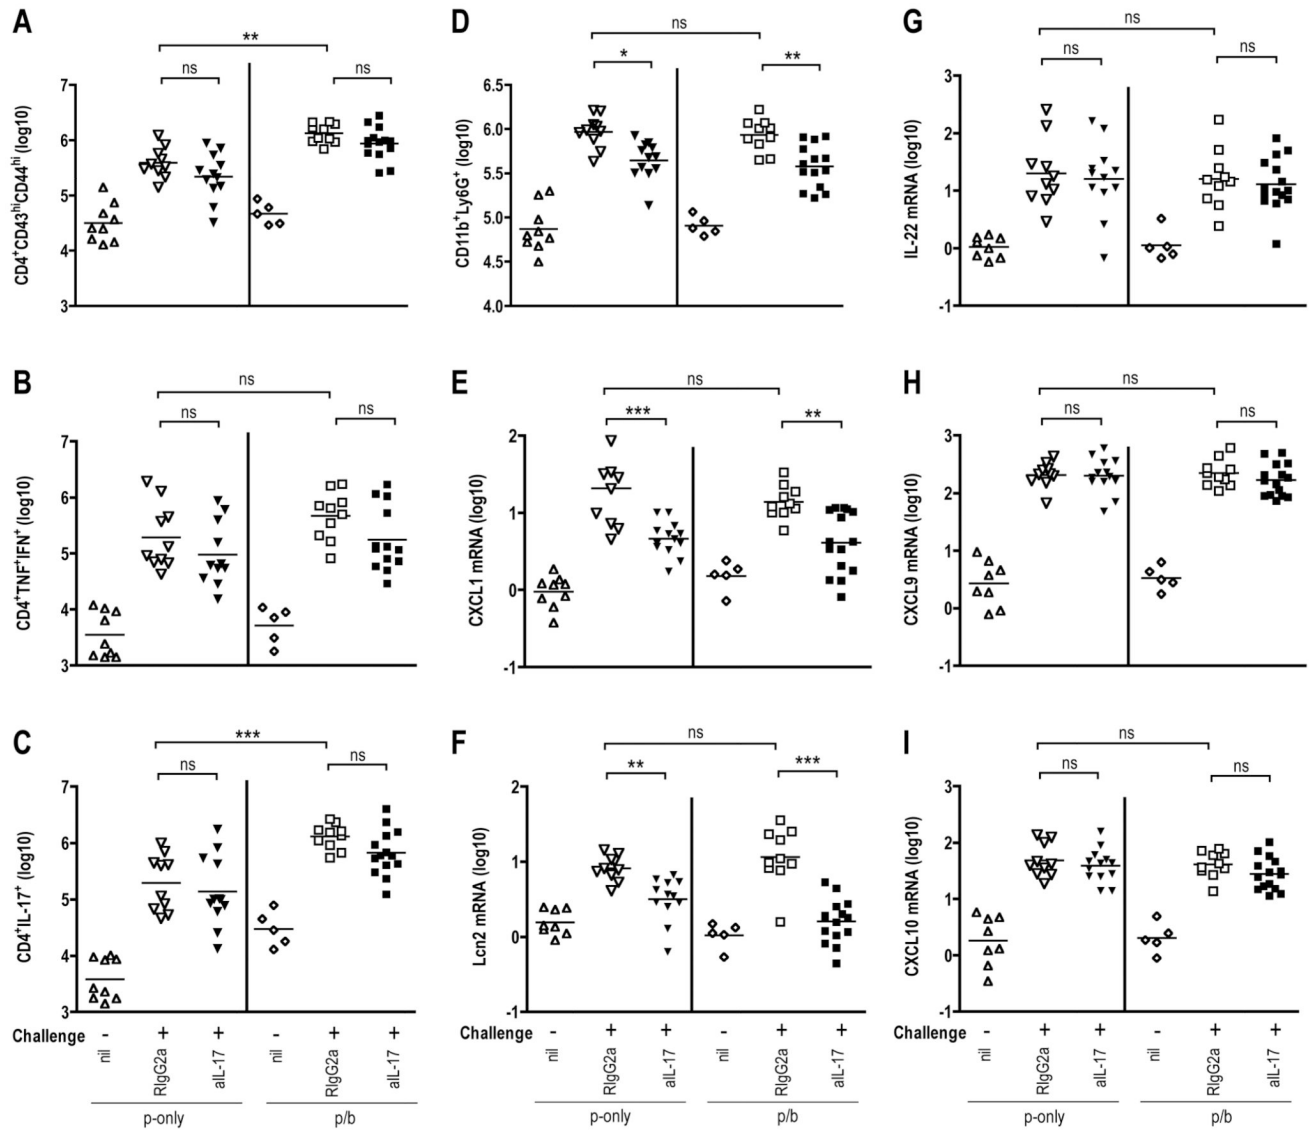 A
**
ns
ns
CD4+CD43hiCD44hi (log10)
7
6
5
4
3
D
ns
*
**
CD11b+Ly6G+ (log10)
6.5
6.0
5.5
5.0
4.5
4.0
G
ns
ns
ns
IL-22 mRNA (log10)
3
2
1
0
-1
B
ns
ns
ns
CD4+TNF+IFN+ (log10)
7
6
5
4
3
E
ns
***
**
CXCL1 mRNA (log10)
2
1
0
-1
H
ns
ns
ns
CXCL9 mRNA (log10)
3
2
1
0
-1
C
***
ns
ns
CD4+IL-17+ (log10)
7
6
5
4
3
F
ns
**
***
Lcn2 mRNA (log10)
2
1
0
-1
I
ns
ns
ns
CXCL10 mRNA (log10)
3
2
1
0
-1
Challenge - + + - + +
nil RIgG2a aIL-17 nil RIgG2a aIL-17
p-only p/b
Challenge - + + - + +
nil RIgG2a aIL-17 nil RIgG2a aIL-17
p-only p/b
Challenge - + + - + +
nil RIgG2a aIL-17 nil RIgG2a aIL-17
p-only p/b